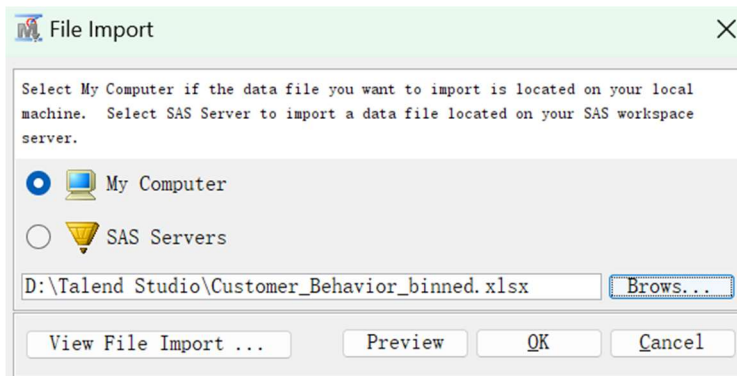 File Import
Select My Computer if the data file you want to import is located on your local
machine. Select SAS Server to import a data file located on your SAS workspace
server.
My Computer
SAS Servers
D:\Talend Studio\Customer_Behavior_binned.xlsx Brows...
View File Import ... Preview OK Cancel